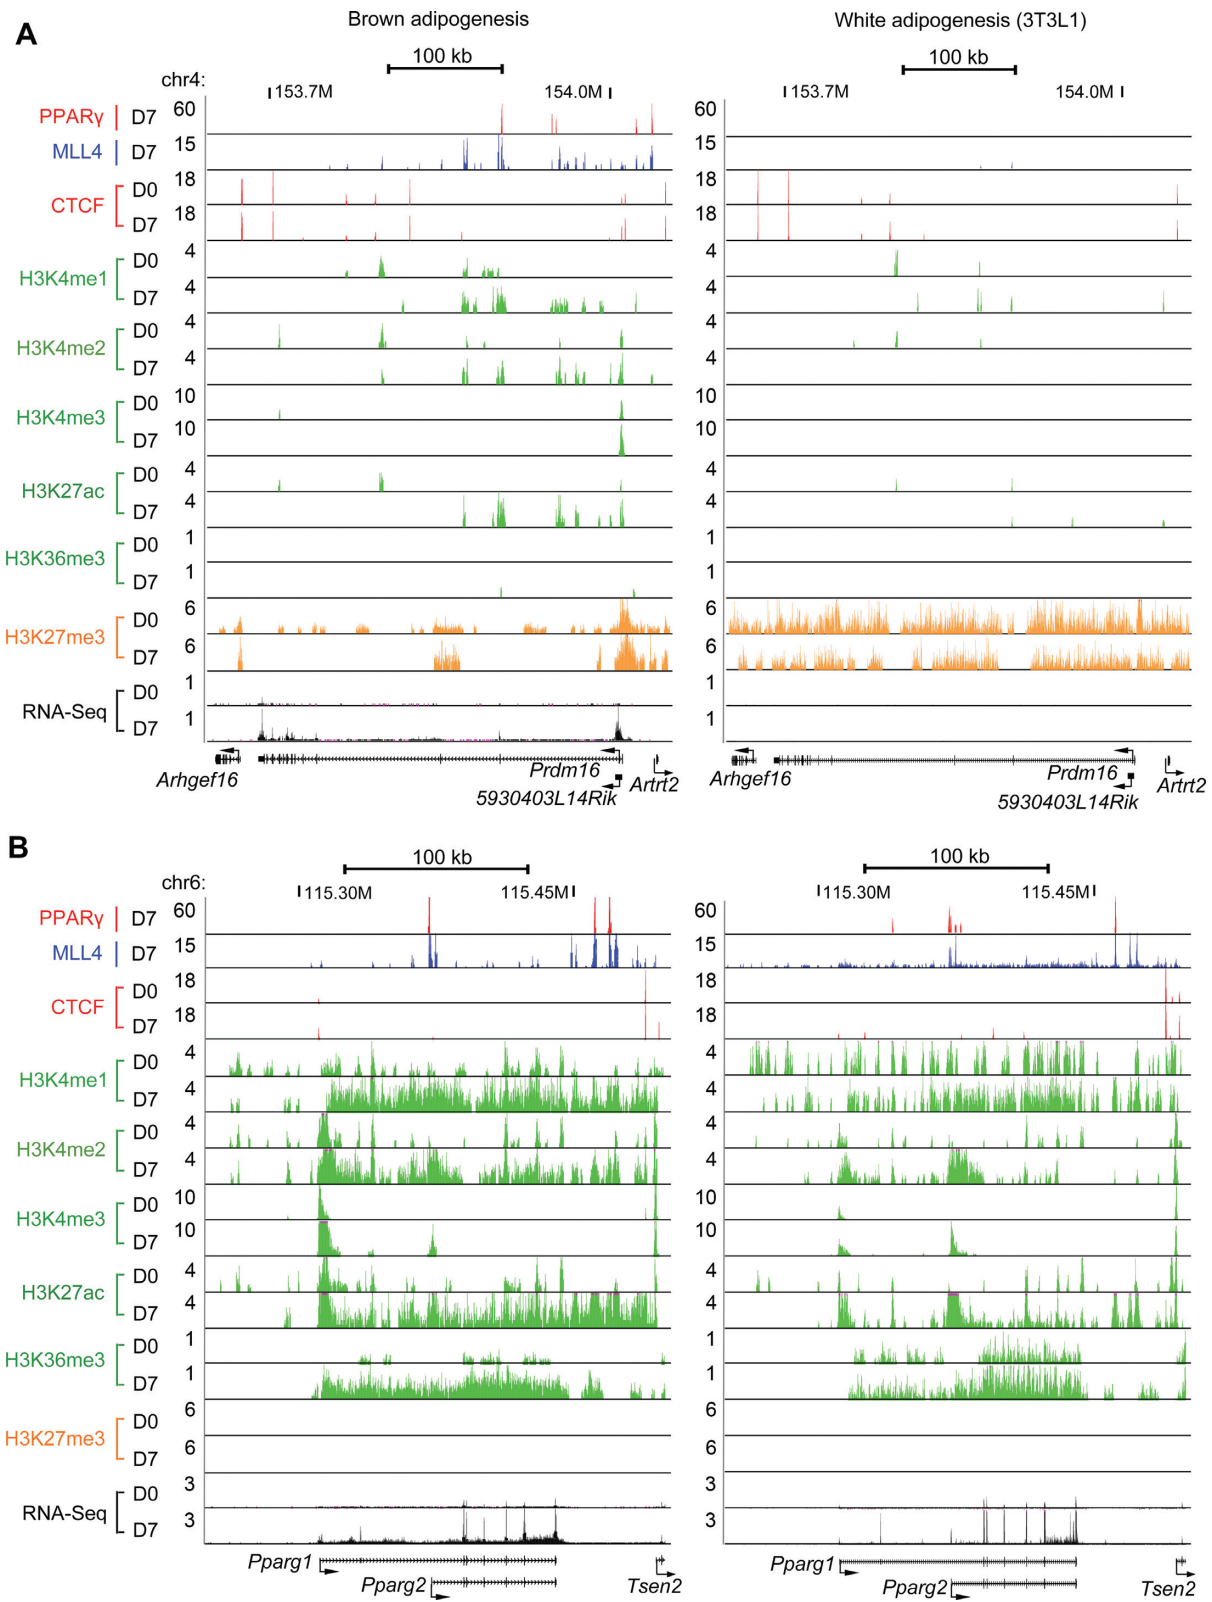 Brown adipogenesis
White adipogenesis (3T3L1)
A
100 kb
100 kb
chr4:
153.7M
154.0M
153.7M
154.0M
PPARγ D7 60 60
MLL4 D7 15 15
CTCF
D0 18 18
D7 18 18
H3K4me1
D0 4 4
D7 4 4
H3K4me2
D0 4 4
D7 4 4
H3K4me3
D0 10 10
D7 10 10
H3K27ac
D0 4 4
D7 4 4
H3K36me3
D0 1 1
D7 1 1
H3K27me3
D0 6 6
D7 6 6
RNA-Seq
D0 1 1
D7 1 1
Arhgef16
Prdm16
5930403L14Rik
Artrt2
Arhgef16
Prdm16
5930403L14Rik
Artrt2
B
100 kb
100 kb
chr6:
115.30M
115.45M
115.30M
115.45M
PPARγ D7 60 60
MLL4 D7 15 15
CTCF
D0 18 18
D7 18 18
H3K4me1
D0 4 4
D7 4 4
H3K4me2
D0 4 4
D7 4 4
H3K4me3
D0 10 10
D7 10 10
H3K27ac
D0 4 4
D7 4 4
H3K36me3
D0 1 1
D7 1 1
H3K27me3
D0 6 6
D7 6 6
RNA-Seq
D0 3 3
D7 3 3
Pparg1
Pparg2
Tsen2
Pparg1
Pparg2
Tsen2